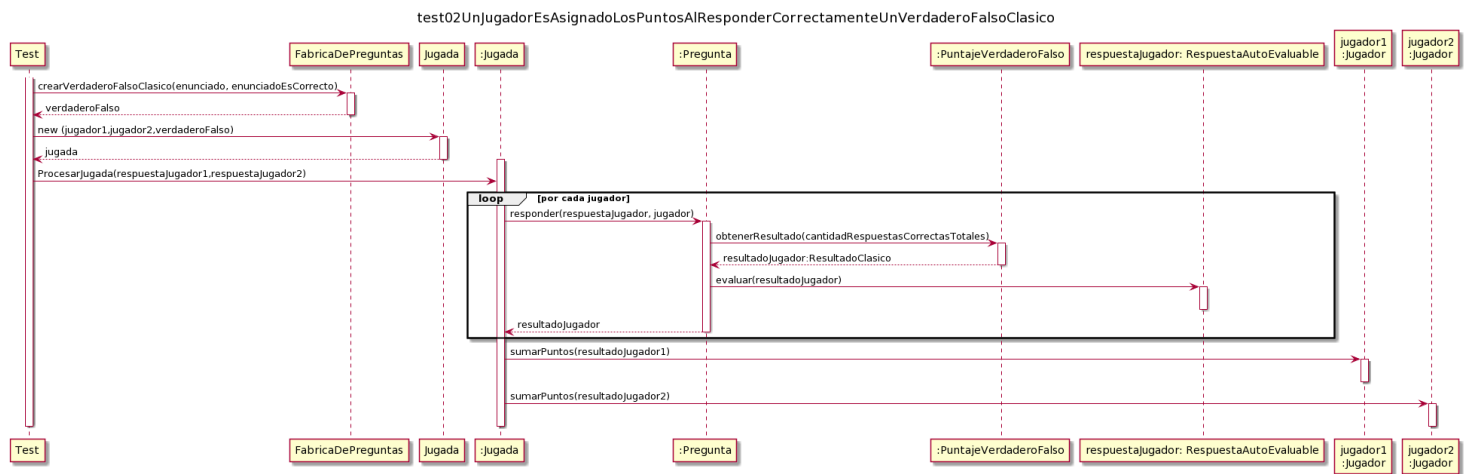 test02UnJugadorEsAsignadoLosPuntosAlResponderCorrectamenteUnVerdaderoFalsoClasico
Test
FabricaDePreguntas
Jugada
:Jugada
:Pregunta
:PuntajeVerdaderoFalso
respuestaJugador: RespuestaAutoEvaluable
jugador1
:Jugador
jugador2
:Jugador
crearVerdaderoFalsoClasico(enunciado, enunciadoEsCorrecto)
verdaderoFalso
new (jugador1,jugador2,verdaderoFalso)
jugada
ProcesarJugada(respuestaJugador1,respuestaJugador2)
loop [por cada jugador]
responder(respuestaJugador, jugador)
obtenerResultado(cantidadRespuestasCorrectasTotales)
resultadoJugador:ResultadoClasico
evaluar(resultadoJugador)
resultadoJugador
sumarPuntos(resultadoJugador1)
sumarPuntos(resultadoJugador2)
Test
FabricaDePreguntas
Jugada
:Jugada
:Pregunta
:PuntajeVerdaderoFalso
respuestaJugador: RespuestaAutoEvaluable
jugador1
:Jugador
jugador2
:Jugador